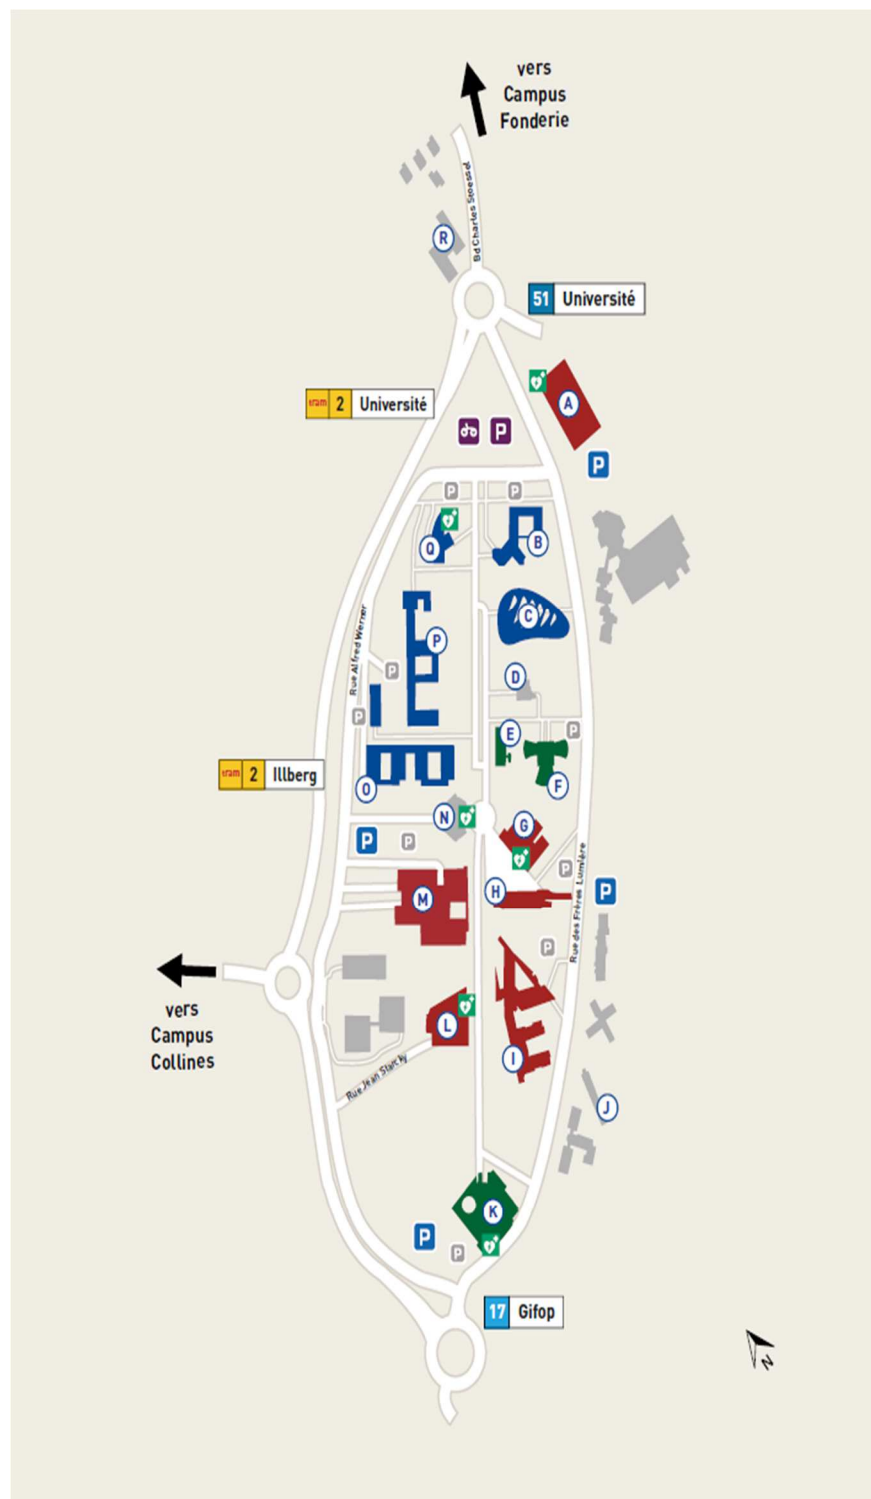 vers
Campus
Fonderie
Bd Charles Stoessel
R
51 Université
A
tram 2 Université
P
P
P
P
Q
B
C
P
Rue Alfred Werner
P
D
P
E
P
tram 2 Illberg
O
F
N
G
P
P
P
H
M
P
Rue des Frères Lumière
P
vers
Campus
Collines
L
I
Rue Jean Starcky
J
K
P
P
17 Gifop
N